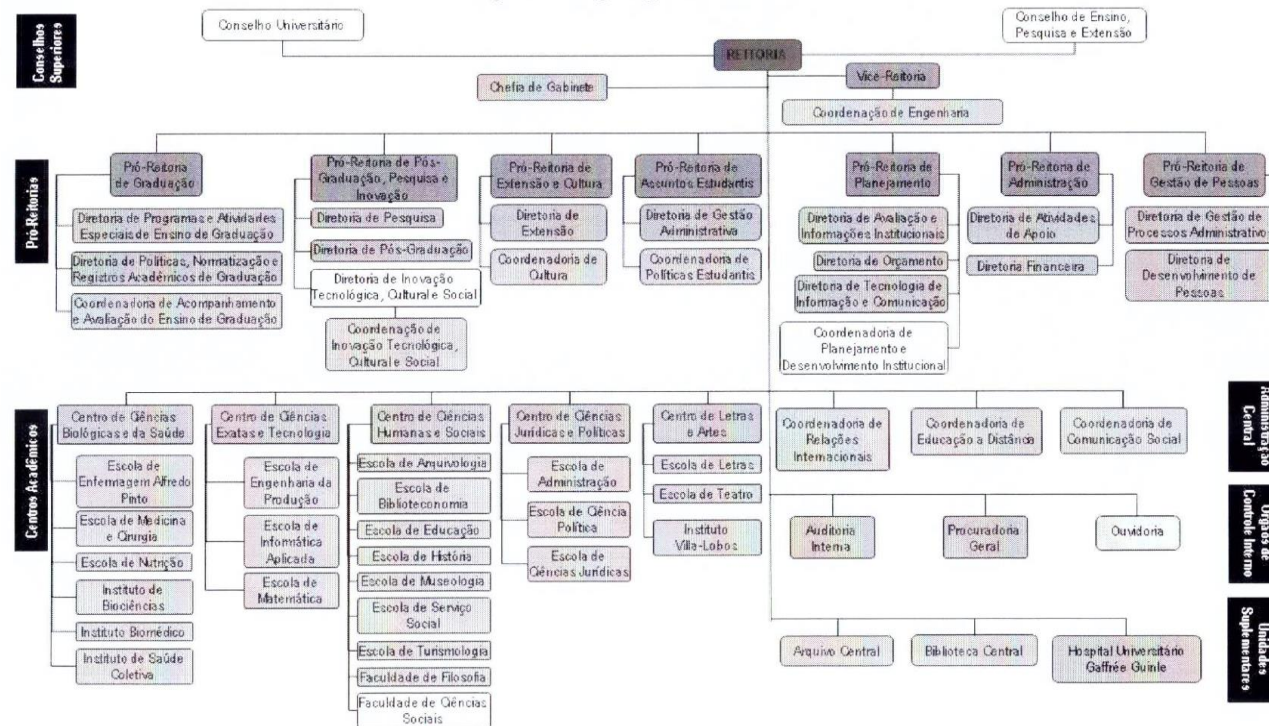 Conselhos
Superiores
Conselho Universitário
Conselho de Ensino,
Pesquisa e Extensão
REITORIA
Chefia de Gabinete
Vice-Reitoria
Coordenação de Engenharia
Pró-Reitorias
Pró-Reitoria
de Graduação
Diretoria de Programas e Atividades
Especiais de Ensino de Graduação
Diretoria de Políticas, Normatização e
Registros Acadêmicos de Graduação
Coordenadoria de Acompanhamento
e Avaliação do Ensino de Graduação
Pró-Reitoria de Pós-
Graduação, Pesquisa e
Inovação
Diretoria de Pesquisa
Diretoria de Pós-Graduação
Diretoria de Inovação
Tecnológica, Cultural e Social
Coordenação de
Inovação Tecnológica,
Cultural e Social
Pró-Reitoria de
Extensão e Cultura
Diretoria de
Extensão
Coordenadoria de
Cultura
Pró-Reitoria de
Assuntos Estudantis
Diretoria de Gestão
Administrativa
Coordenadoria de
Políticas Estudantis
Pró-Reitoria de
Planejamento
Diretoria de Avaliação e
Informações Institucionais
Diretoria de Orçamento
Diretoria de Tecnologia de
Informação e Comunicação
Coordenadoria de
Planejamento e
Desenvolvimento Institucional
Pró-Reitoria de
Administração
Diretoria de Atividades
de Apoio
Diretoria Financeira
Pró-Reitoria de
Gestão de Pessoas
Diretoria de Gestão de
Processos Administrativo
Diretoria de
Desenvolvimento de
Pessoas
Centros Acadêmicos
Centro de Ciências
Biológicas e da Saúde
Escola de
Enfermagem Alfredo
Pinto
Escola de Medicina
e Cirurgia
Escola de Nutrição
Instituto de
Biociências
Instituto Biomédico
Instituto de Saúde
Coletiva
Centro de Ciências
Exatas e Tecnologia
Escola de
Engenharia da
Produção
Escola de
Informática
Aplicada
Escola de
Matemática
Centro de Ciências
Humanas e Sociais
Escola de Arquivologia
Escola de
Biblioteconomia
Escola de Educação
Escola de História
Escola de Museologia
Escola de Serviço
Social
Escola de Turismologia
Faculdade de Filosofia
Faculdade de Ciências
Sociais
Centro de Ciências
Jurídicas e Políticas
Escola de
Administração
Escola de Ciência
Política
Escola de
Ciências Jurídicas
Centro de Letras
e Artes
Escola de Letras
Escola de Teatro
Instituto
Villa-Lobos
Coordenadoria de
Relações
Internacionais
Coordenadoria de
Educação a Distância
Coordenadoria de
Comunicação Social
Administração
Central
Auditoria
Interna
Procuradoria
Geral
Ouvidoria
Órgãos de
Controle Interno
Arquivo Central
Biblioteca Central
Hospital Universitário
Gaffrée Guinle
Unidades
Suplementares